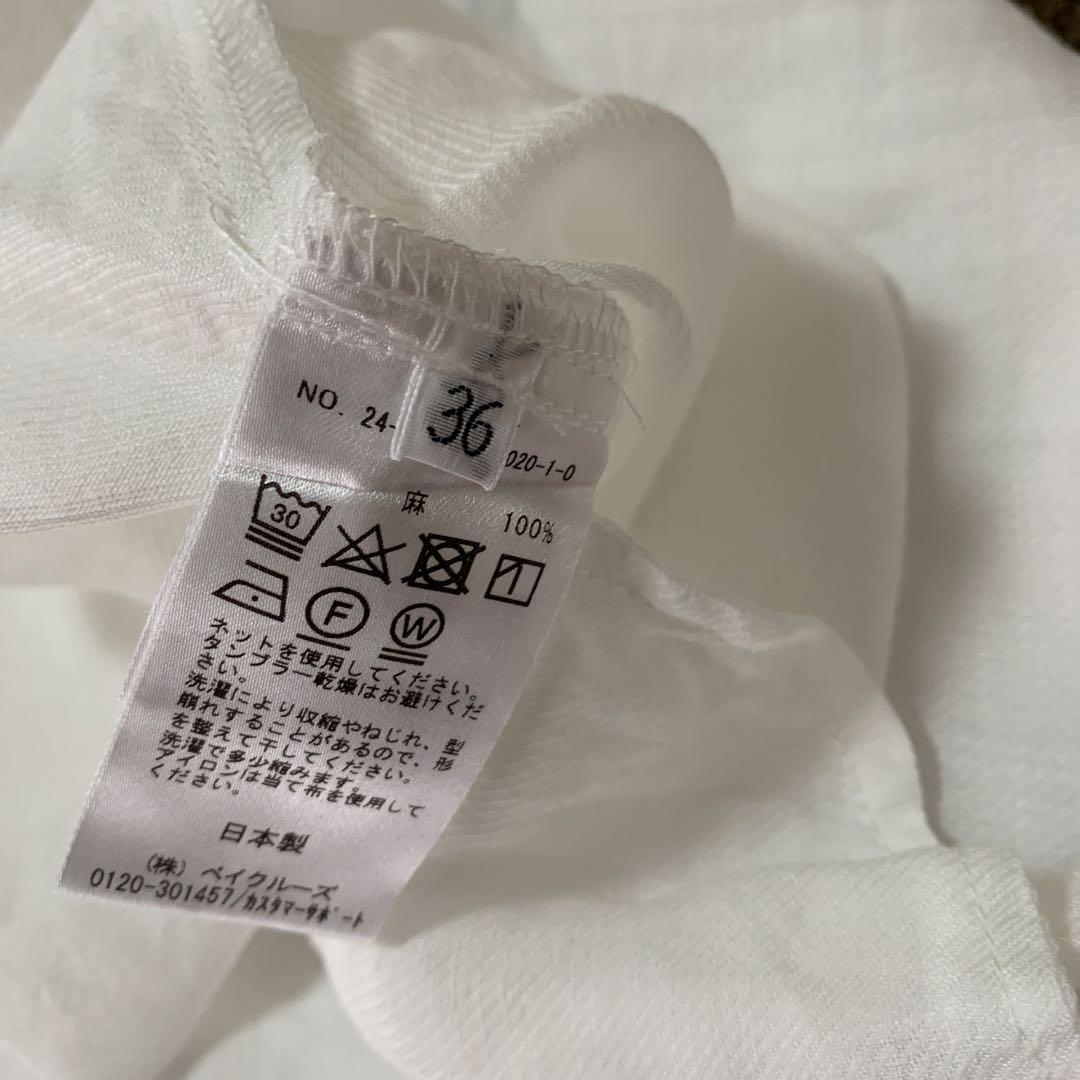 36
NO. 24-
020-1-0
麻 100%
30
F W
ネットを使用してください。
タンブラー乾燥はお避けくだ
さい。
洗濯により収縮やねじれ、型
崩れすることがあるので、形
を整えて干してください。
洗濯で多少縮みます。
アイロンは当て布を使用して
ください。
日本製
(株) ベイクルーズ
0120-301457/カスタマーサポート